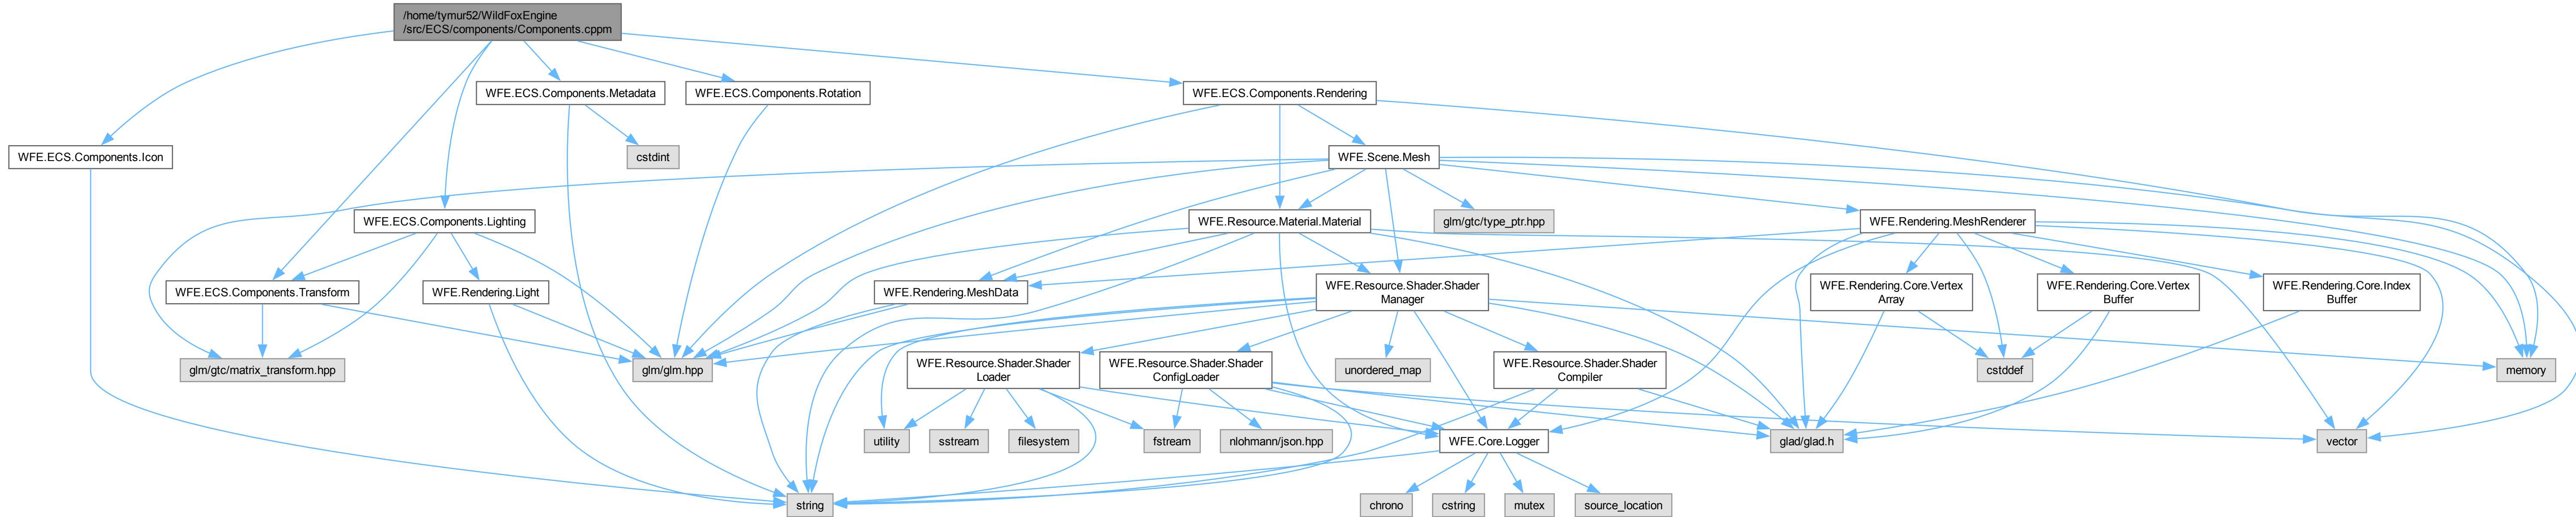 /home/tymur52/WildFoxEngine
/src/ECS/components/Components.cppm
WFE.ECS.Components.Metadata
WFE.ECS.Components.Rotation
WFE.ECS.Components.Rendering
WFE.ECS.Components.Icon
cstdint
WFE.Scene.Mesh
WFE.ECS.Components.Lighting
WFE.Resource.Material.Material
glm/gtc/type_ptr.hpp
WFE.Rendering.MeshRenderer
WFE.ECS.Components.Transform
WFE.Rendering.Light
WFE.Rendering.MeshData
WFE.Resource.Shader.Shader
Manager
WFE.Rendering.Core.Vertex
Array
WFE.Rendering.Core.Vertex
Buffer
WFE.Rendering.Core.Index
Buffer
glm/gtc/matrix_transform.hpp
glm/glm.hpp
WFE.Resource.Shader.Shader
Loader
WFE.Resource.Shader.Shader
ConfigLoader
unordered_map
WFE.Resource.Shader.Shader
Compiler
cstddef
memory
utility
sstream
filesystem
fstream
nlohmann/json.hpp
WFE.Core.Logger
glad/glad.h
vector
string
chrono
cstring
mutex
source_location